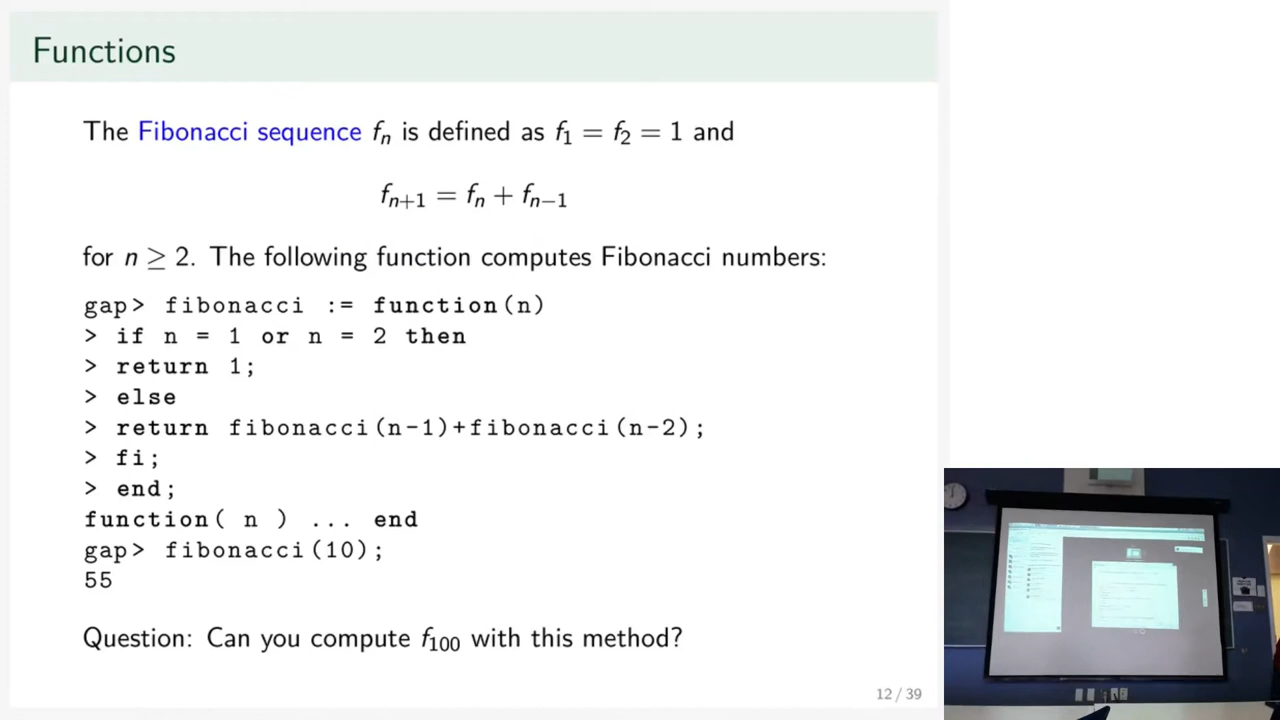 Functions
The Fibonacci sequence fₙ is defined as f₁ = f₂ = 1 and
fₙ₊₁ = fₙ + fₙ₋₁
for n ≥ 2. The following function computes Fibonacci numbers:
gap> fibonacci := function(n)
> if n = 1 or n = 2 then
> return 1;
> else
> return fibonacci(n-1)+fibonacci(n-2);
> fi;
> end;
function( n ) ... end
gap> fibonacci(10);
55
Question: Can you compute f₁₀₀ with this method?
12 / 39